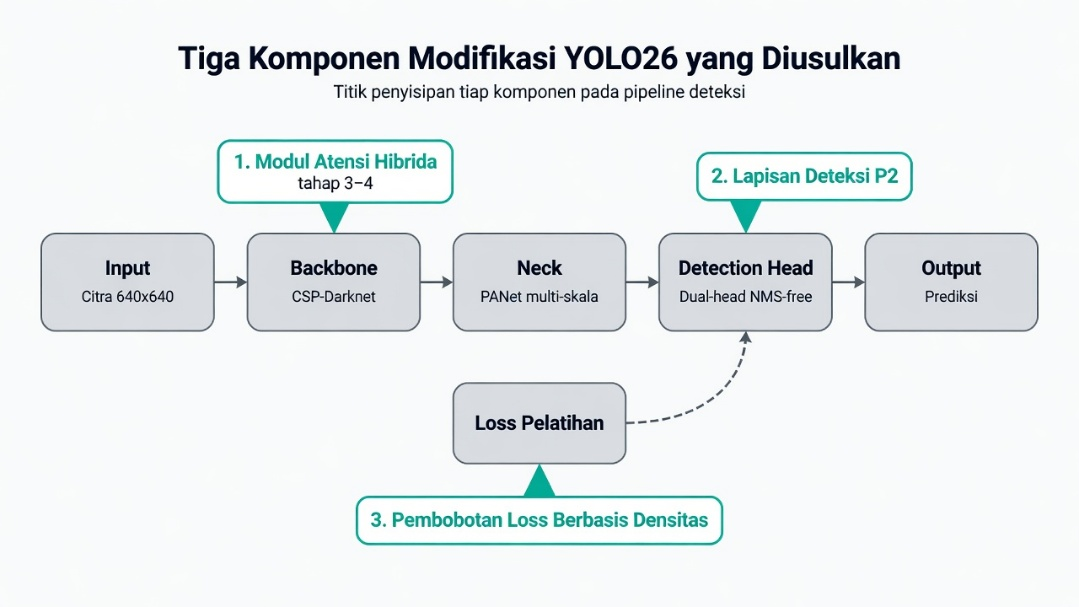 Tiga Komponen Modifikasi YOLO26 yang Diusulkan
Titik penyisipan tiap komponen pada pipeline deteksi
1. Modul Atensi Hibrida
tahap 3–4
2. Lapisan Deteksi P2
Input
Citra 640x640
Backbone
CSP-Darknet
Neck
PANet multi-skala
Detection Head
Dual-head NMS-free
Output
Prediksi
Loss Pelatihan
3. Pembobotan Loss Berbasis Densitas